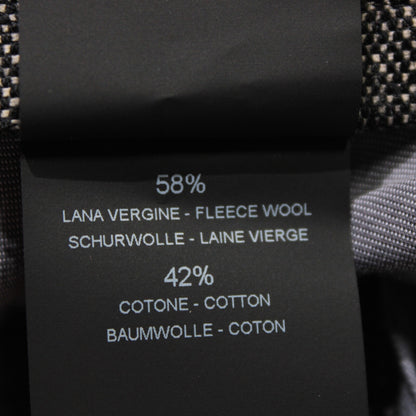 58%
LANA VERGINE - FLEECE WOOL
SCHURWOLLE - LAINE VIERGE
42%
COTONE - COTTON
BAUMWOLLE - COTON